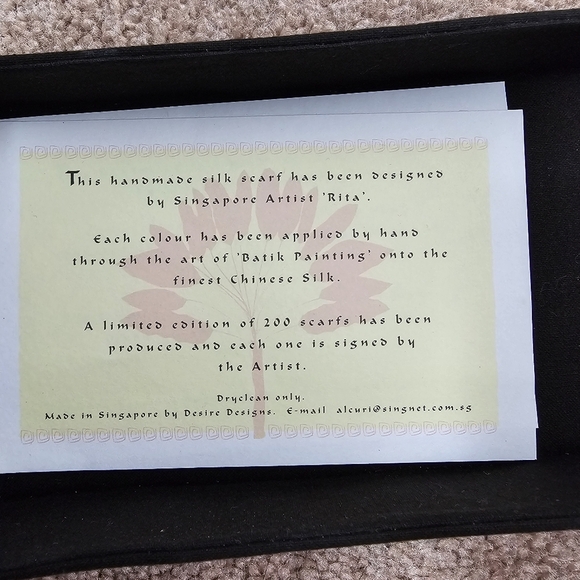 This handmade silk scarf has been designed
by Singapore Artist 'Rita'.
Each colour has been applied by hand
through the art of 'Batik Painting' onto the
finest Chinese Silk.
A limited edition of 200 scarfs has been
produced and each one is signed by
the Artist.
Dryclean only.
Made in Singapore by Desire Designs. E-mail alcuri@singnet.com.sg